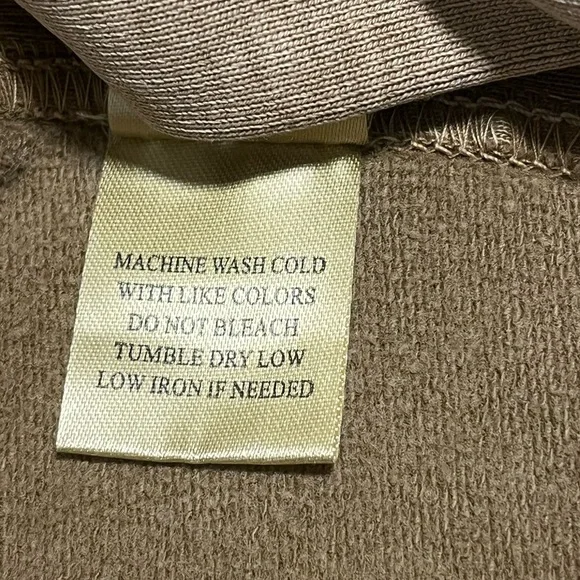 MACHINE WASH COLD
WITH LIKE COLORS
DO NOT BLEACH
TUMBLE DRY LOW
LOW IRON IF NEEDED